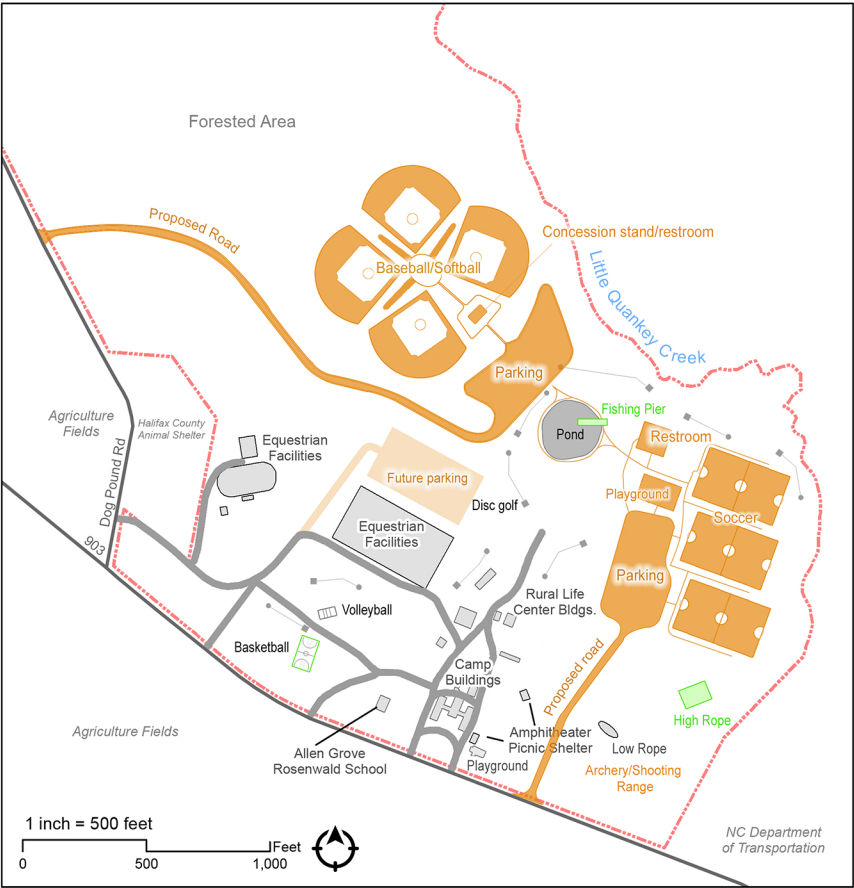 Forested Area
Proposed Road
Concession stand/restroom
Baseball/Softball
Little Quankey Creek
Parking
Fishing Pier
Agriculture
Fields
Halifax County
Animal Shelter
Equestrian
Facilities
Pond
Restroom
Dog Pound Rd
Future parking
Playground
Disc golf
Soccer
Equestrian
Facilities
903
Parking
Rural Life
Center Bldgs.
Volleyball
Basketball
Camp
Buildings
Proposed road
High Rope
Agriculture Fields
Amphitheater
Picnic Shelter
Low Rope
Allen Grove
Rosenwald School
Playground
Archery/Shooting
Range
1 inch = 500 feet
Feet
0
500
1,000
NC Department
of Transportation